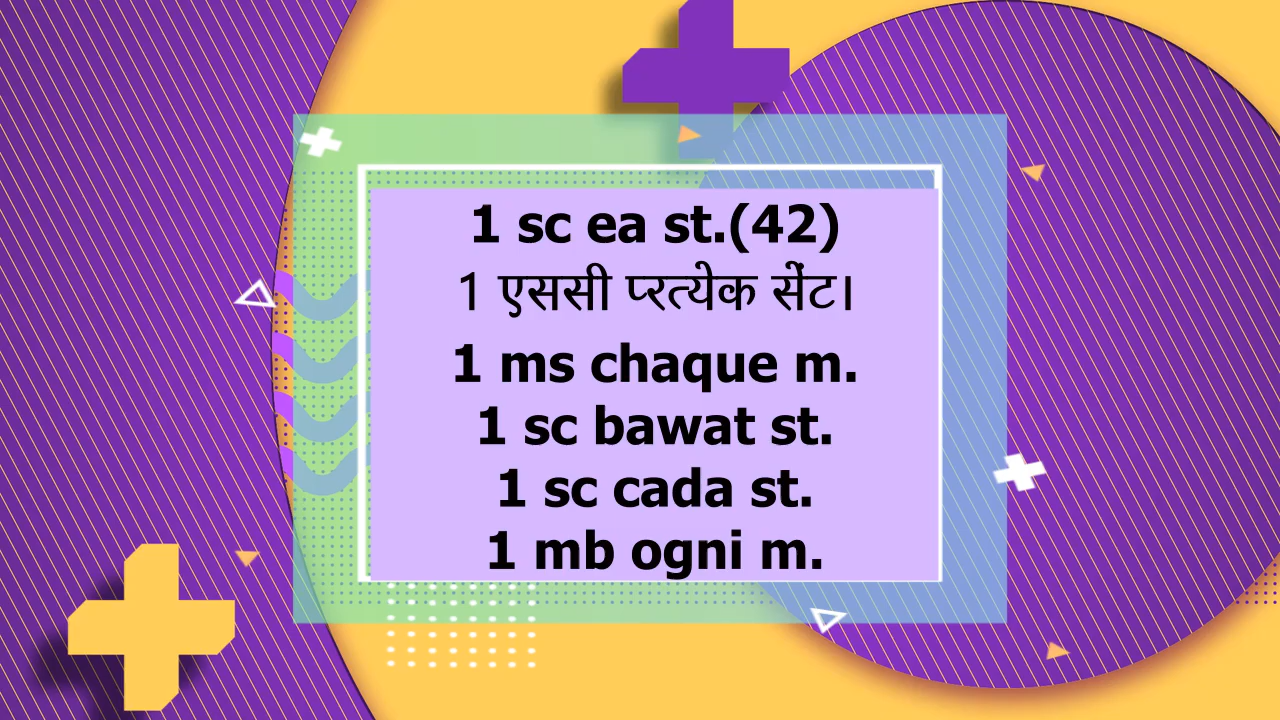 1 sc ea st.(42)
1 एससी प्रत्येक सेंट।
1 ms chaque m.
1 sc bawat st.
1 sc cada st.
1 mb ogni m.